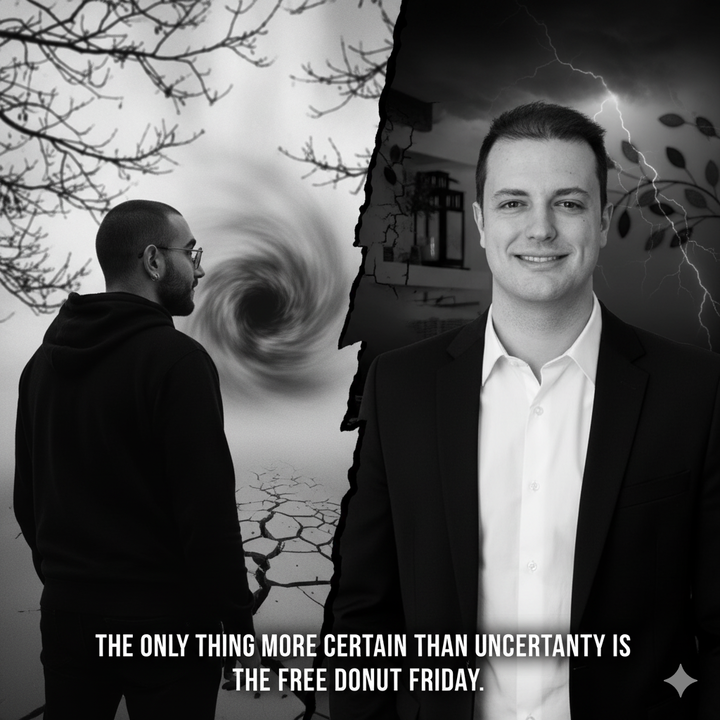 THE ONLY THING MORE CERTAIN THAN UNCERTANTY IS
THE FREE DONUT FRIDAY.